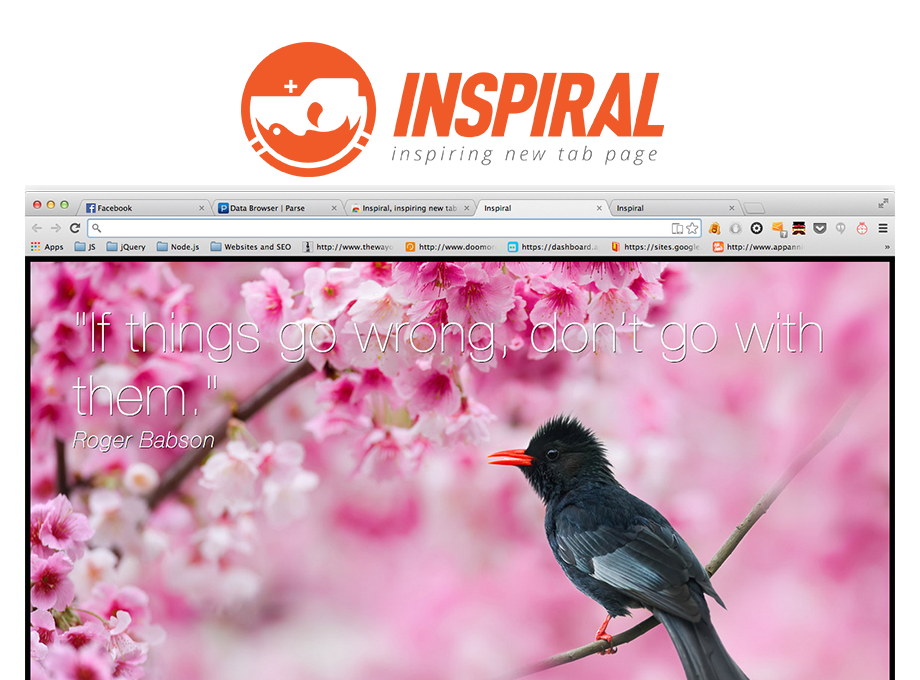 INSPIRAL
inspiring new tab page
Facebook
Data Browser | Parse
Inspiral, inspiring new tab
Inspiral
Inspiral
Apps
JS
jQuery
Node.js
Websites and SEO
http://www.thewayc
http://www.doomor
https://dashboard.a
https://sites.google
http://www.appann
"If things go wrong, don't go with
them."
Roger Babson